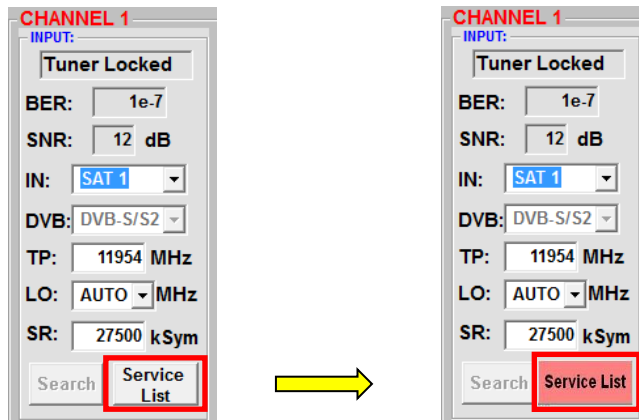 CHANNEL 1
INPUT:
Tuner Locked
BER: 1e-7
SNR: 12 dB
IN: SAT 1
DVB: DVB-S/S2
TP: 11954 MHz
LO: AUTO MHz
SR: 27500 kSym
Search Service List
CHANNEL 1
INPUT:
Tuner Locked
BER: 1e-7
SNR: 12 dB
IN: SAT 1
DVB: DVB-S/S2
TP: 11954 MHz
LO: AUTO MHz
SR: 27500 kSym
Search Service List